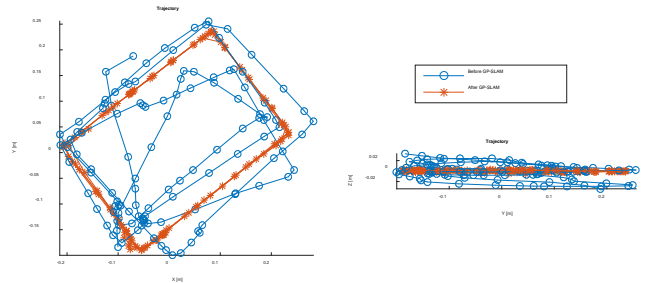 Trajectory
0.25
0.2
0.15
0.1
0.05
0
-0.05
-0.1
-0.15
Y [m]
-0.2
-0.1
0
0.1
0.2
X [m]
Before GP-SLAM
After GP-SLAM
Trajectory
0.02
0
-0.02
Z [m]
-0.1
0
0.1
0.2
Y [m]